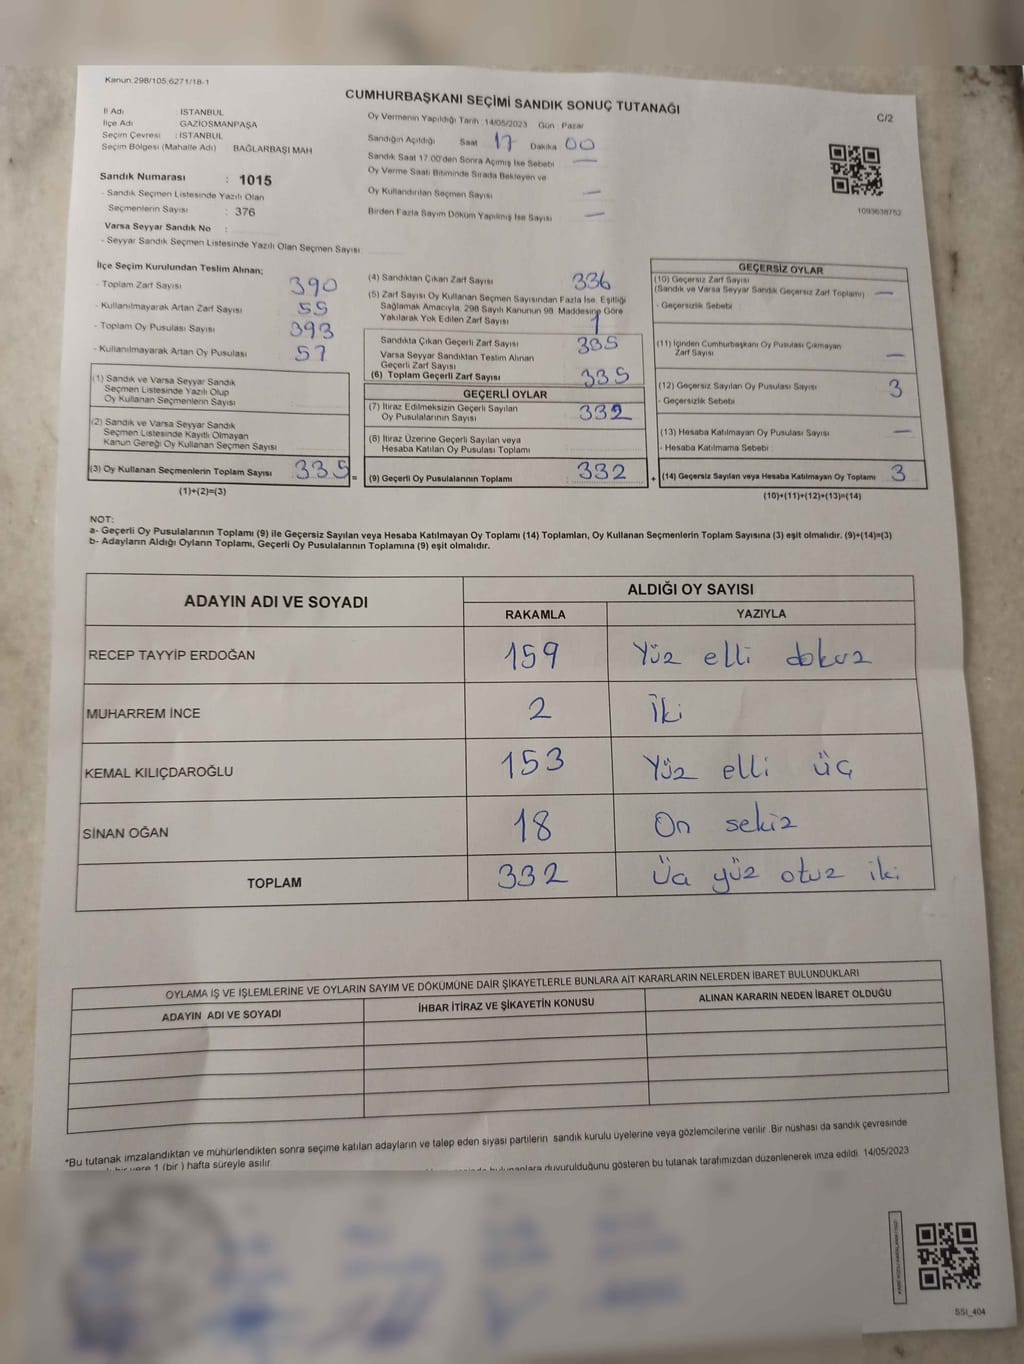 Kanun.298/105,6271/18-1
CUMHURBAŞKANI SEÇİMİ SANDIK SONUÇ TUTANAĞI
C/2
İl Adı : İSTANBUL
İlçe Adı GAZİOSMANPAŞA
Seçim Çevresi : İSTANBUL
Seçim Bölgesi (Mahalle Adı) BAĞLARBAŞI MAH
Sandık Numarası : 1015
- Sandık Seçmen Listesinde Yazılı Olan
Seçmenlerin Sayısı : 376
Varsa Seyyar Sandık No :
- Seyyar Sandık Seçmen Listesinde Yazılı Olan Seçmen Sayısı
Oy Vermenin Yapıldığı Tarih :14/05/2023 Gün Pazar
Sandığın Açıldığı Saat 17 Dakika 00
Sandık Saat 17.00'den Sonra Açılmış İse Sebebi —
Oy Verme Saati Bitiminde Sırada Bekleyen ve
Oy Kullandırılan Seçmen Sayısı —
Birden Fazla Sayım Döküm Yapılmış İse Sayısı —
1093638752
İlçe Seçim Kurulundan Teslim Alınan;
- Toplam Zarf Sayısı 390
- Kullanılmayarak Artan Zarf Sayısı 55
- Toplam Oy Pusulası Sayısı 393
- Kullanılmayarak Artan Oy Pusulası 57
(1) Sandık ve Varsa Seyyar Sandık
Seçmen Listesinde Yazılı Olup
Oy Kullanan Seçmenlerin Sayısı
(2) Sandık ve Varsa Seyyar Sandık
Seçmen Listesinde Kayıtlı Olmayan
Kanun Gereği Oy Kullanan Seçmen Sayısı
(3) Oy Kullanan Seçmenlerin Toplam Sayısı 335 =
(1)+(2)=(3)
(4) Sandıktan Çıkan Zarf Sayısı 336
(5) Zarf Sayısı Oy Kullanan Seçmen Sayısından Fazla İse, Eşitliği
Sağlamak Amacıyla, 298 Sayılı Kanunun 98. Maddesine Göre
Yakılarak Yok Edilen Zarf Sayısı 1
Sandıkta Çıkan Geçerli Zarf Sayısı 335
Varsa Seyyar Sandıktan Teslim Alınan
Geçerli Zarf Sayısı
(6) Toplam Geçerli Zarf Sayısı 335
GEÇERLİ OYLAR
(7) İtiraz Edilmeksizin Geçerli Sayılan
Oy Pusulalarının Sayısı 332
(8) İtiraz Üzerine Geçerli Sayılan veya
Hesaba Katılan Oy Pusulası Toplamı
(9) Geçerli Oy Pusulalarının Toplamı 332 +
GEÇERSİZ OYLAR
(10) Geçersiz Zarf Sayısı
(Sandık ve Varsa Seyyar Sandık Geçersiz Zarf Toplamı) —
- Geçersizlik Sebebi
(11) İçinden Cumhurbaşkanı Oy Pusulası Çıkmayan
Zarf Sayısı —
(12) Geçersiz Sayılan Oy Pusulası Sayısı 3
- Geçersizlik Sebebi
(13) Hesaba Katılmayan Oy Pusulası Sayısı —
- Hesaba Katılmama Sebebi
(14) Geçersiz Sayılan veya Hesaba Katılmayan Oy Toplamı 3
(10)+(11)+(12)+(13)=(14)
NOT:
a- Geçerli Oy Pusulalarının Toplamı (9) ile Geçersiz Sayılan veya Hesaba Katılmayan Oy Toplamı (14) Toplamları, Oy Kullanan Seçmenlerin Toplam Sayısına (3) eşit olmalıdır. (9)+(14)=(3)
b- Adayların Aldığı Oyların Toplamı, Geçerli Oy Pusulalarının Toplamına (9) eşit olmalıdır.
ADAYIN ADI VE SOYADI
ALDIĞI OY SAYISI
RAKAMLA YAZIYLA
RECEP TAYYİP ERDOĞAN 159 Yüz elli dokuz
MUHARREM İNCE 2 İki
KEMAL KILIÇDAROĞLU 153 Yüz elli üç
SİNAN OĞAN 18 On sekiz
TOPLAM 332 Üç yüz otuz iki
OYLAMA İŞ VE İŞLEMLERİNE VE OYLARIN SAYIM VE DÖKÜMÜNE DAİR ŞİKAYETLERLE BUNLARA AİT KARARLARIN NELERDEN İBARET BULUNDUKLARI
ADAYIN ADI VE SOYADI İHBAR İTİRAZ VE ŞİKAYETİN KONUSU ALINAN KARARIN NEDEN İBARET OLDUĞU
*Bu tutanak imzalandıktan ve mühürlendikten sonra seçime katılan adayların ve talep eden siyasi partilerin sandık kurulu üyelerine veya gözlemcilerine verilir. Bir nüshası da sandık çevresinde
bir yere 1 (bir) hafta süreyle asılır
bulunanlara duyurulduğunu gösteren bu tutanak tarafımızdan düzenlenerek imza edildi. 14/05/2023
SSI_404